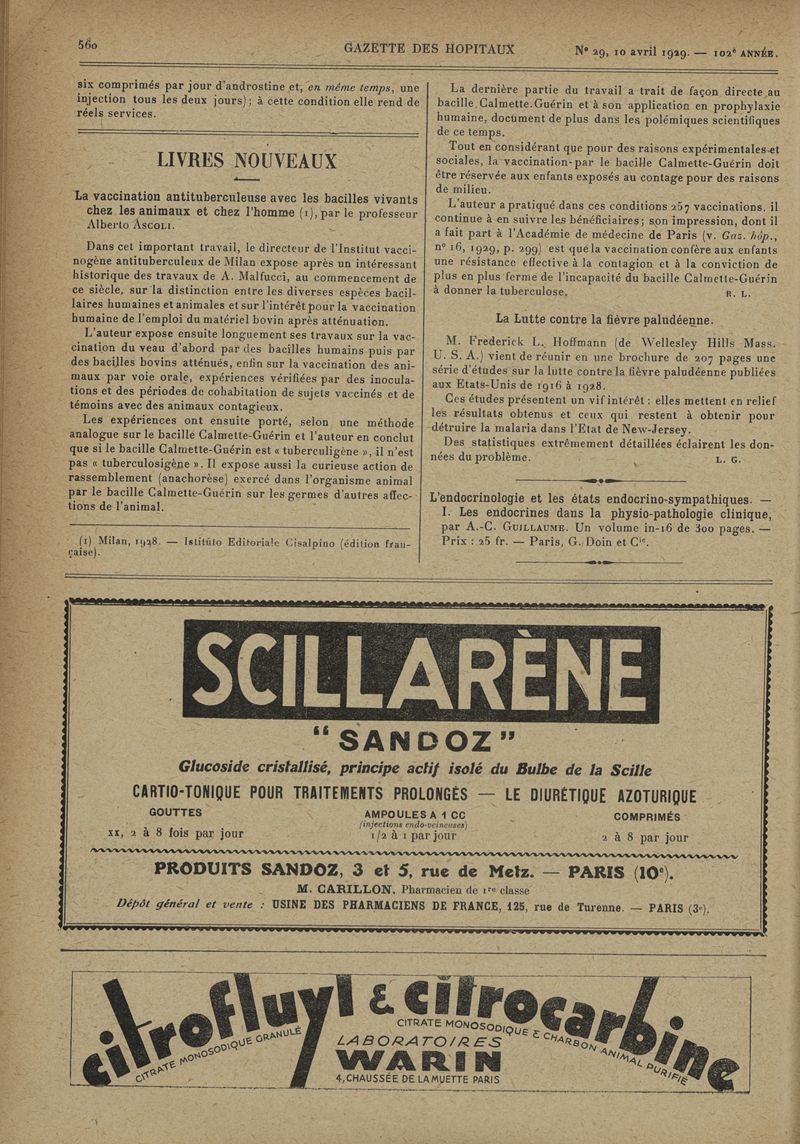 560
GAZETTE DES HOPITAUX
N° 29, 10 avril 1929. — 102e ANNÉE.
six comprimés par jour d'androstine et, en même temps, une
injection tous les deux jours); à cette condition elle rend de
réels services.
LIVRES NOUVEAUX
La vaccination antituberculeuse avec les bacilles vivants
chez les animaux et chez l'homme (1), par le professeur
Alberto ASCOLI.
Dans cet important travail, le directeur de l'Institut vacci-
nogène antituberculeux de Milan expose après un intéressant
historique des travaux de A. Malfucci, au commencement de
ce siècle, sur la distinction entre les diverses espèces bacil-
laires humaines et animales et sur l'intérêt pour la vaccination
humaine de l'emploi du matériel bovin après atténuation.
L'auteur expose ensuite longuement ses travaux sur la vac-
cination du veau d'abord par des bacilles humains puis par
des bacilles bovins atténués, enfin sur la vaccination des ani-
maux par voie orale, expériences vérifiées par des inocula-
tions et des périodes de cohabitation de sujets vaccinés et de
témoins avec des animaux contagieux.
Les expériences ont ensuite porté, selon une méthode
analogue sur le bacille Calmette-Guérin et l'auteur en conclut
que si le bacille Calmette-Guérin est « tuberculigène », il n'est
pas « tuberculosigène ». Il expose aussi la curieuse action de
rassemblement (anachorèse) exercé dans l'organisme animal
par le bacille Calmette-Guérin sur les germes d'autres affec-
tions de l'animal.
(1) Milan, 1928. — Istituto Editoriale Cisalpino (édition fran-
çaise).
La dernière partie du travail a trait de façon directe au
bacille Calmette.Guérin et à son application en prophylaxie
humaine, document de plus dans les polémiques scientifiques
de ce temps.
Tout en considérant que pour des raisons expérimentales et
sociales, la vaccination par le bacille Calmette-Guérin doit
être réservée aux enfants exposés au contage pour des raisons
de milieu.
L'auteur a pratiqué dans ces conditions 257 vaccinations, il
continue à en suivre les bénéficiaires; son impression, dont il
a fait part à l'Académie de médecine de Paris (v. Gaz. hôp.,
n° 16, 1929, p. 299) est que la vaccination confère aux enfants
une résistance effective à la contagion et à la conviction de
plus en plus ferme de l'incapacité du bacille Calmette-Guérin
à donner la tuberculose. R. L.
La Lutte contre la fièvre paludéenne.
M. Frederick L. Hoffmann (de Wellesley Hills Mass.
U. S. A.) vient de réunir en une brochure de 207 pages une
série d'études sur la lutte contre la fièvre paludéenne publiées
aux Etats-Unis de 1916 à 1928.
Ces études présentent un vif intérêt : elles mettent en relief
les résultats obtenus et ceux qui restent à obtenir pour
détruire la malaria dans l'Etat de New-Jersey.
Des statistiques extrêmement détaillées éclairent les don-
nées du problème. L. G.
L'endocrinologie et les états endocrino-sympathiques. —
I. Les endocrines dans la physio-pathologie clinique,
par A.-C. GUILLAUME. Un volume in-16 de 300 pages. —
Prix : 25 fr. — Paris, G. Doin et Cie.
SCILLARÈNE
"SANDOZ"
Glucoside cristallisé, principe actif isolé du Bulbe de la Scille
CARTIO-TONIQUE POUR TRAITEMENTS PROLONGÉS — LE DIURÉTIQUE AZOTURIQUE
GOUTTES
xx, 2 à 8 fois par jour
AMPOULES A 1 CC
(injections endo-veineuses)
1/2 à 1 par jour
COMPRIMÉS
2 à 8 par jour
PRODUITS SANDOZ, 3 et 5, rue de Metz. — PARIS (10e).
M. CARILLON, Pharmacien de 1re classe
Dépôt général et vente : USINE DES PHARMACIENS DE FRANCE, 125, rue de Turenne. — PARIS (3e).
citrofluyl & citrocarbine
CITRATE MONOSODIQUE GRANULÉ
CITRATE MONOSODIQUE & CHARBON ANIMAL PURIFIÉ
LABORATOIRES
WARIN
4, CHAUSSÉE DE LA MUETTE PARIS